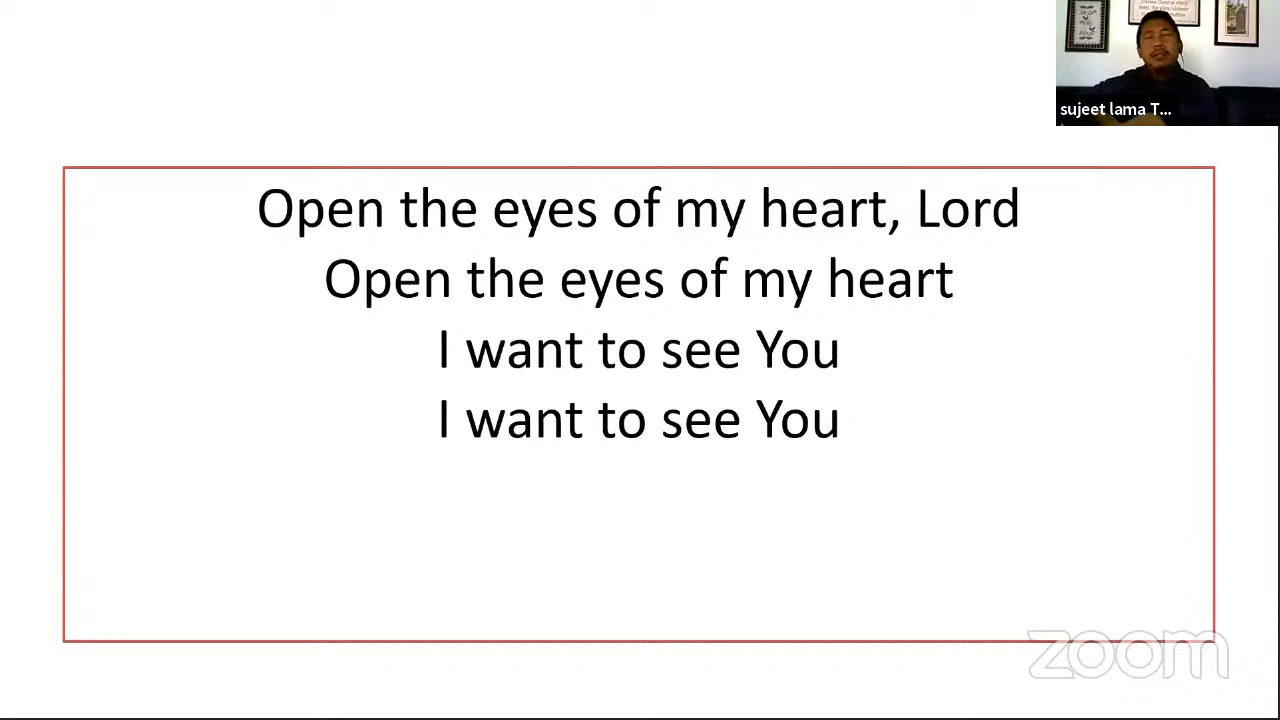 sujeet lama T...
Open the eyes of my heart, Lord
Open the eyes of my heart
I want to see You
I want to see You
zoom